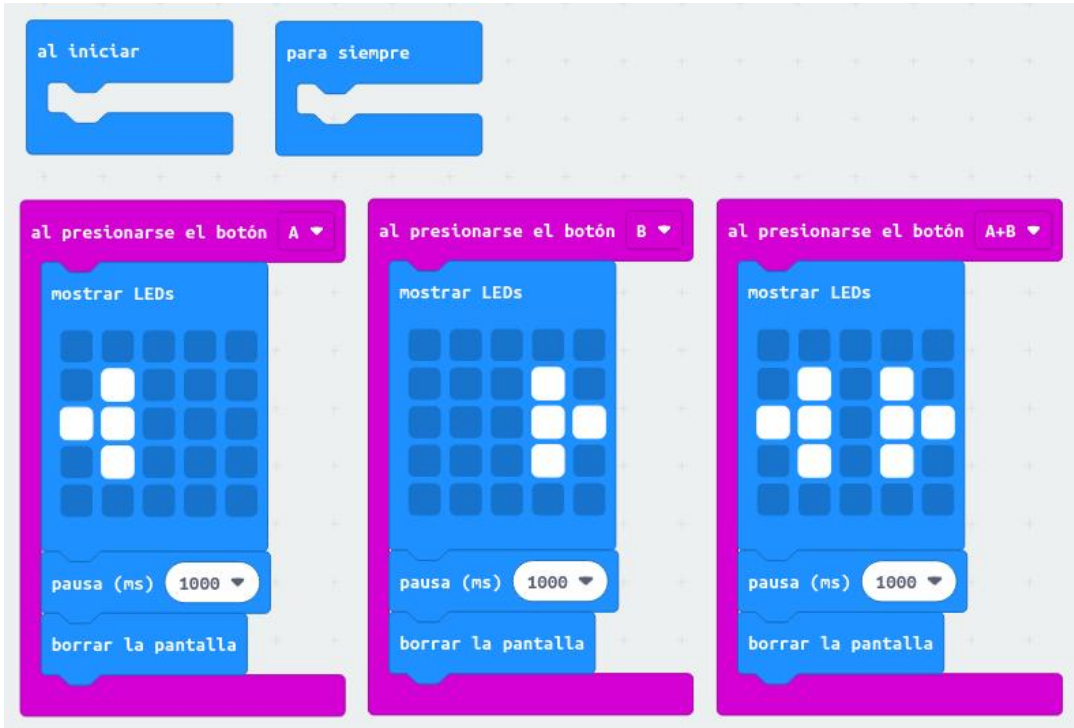 al iniciar
para siempre
al presionarse el botón A
mostrar LEDs
pausa (ms) 1000
borrar la pantalla
al presionarse el botón B
mostrar LEDs
pausa (ms) 1000
borrar la pantalla
al presionarse el botón A+B
mostrar LEDs
pausa (ms) 1000
borrar la pantalla